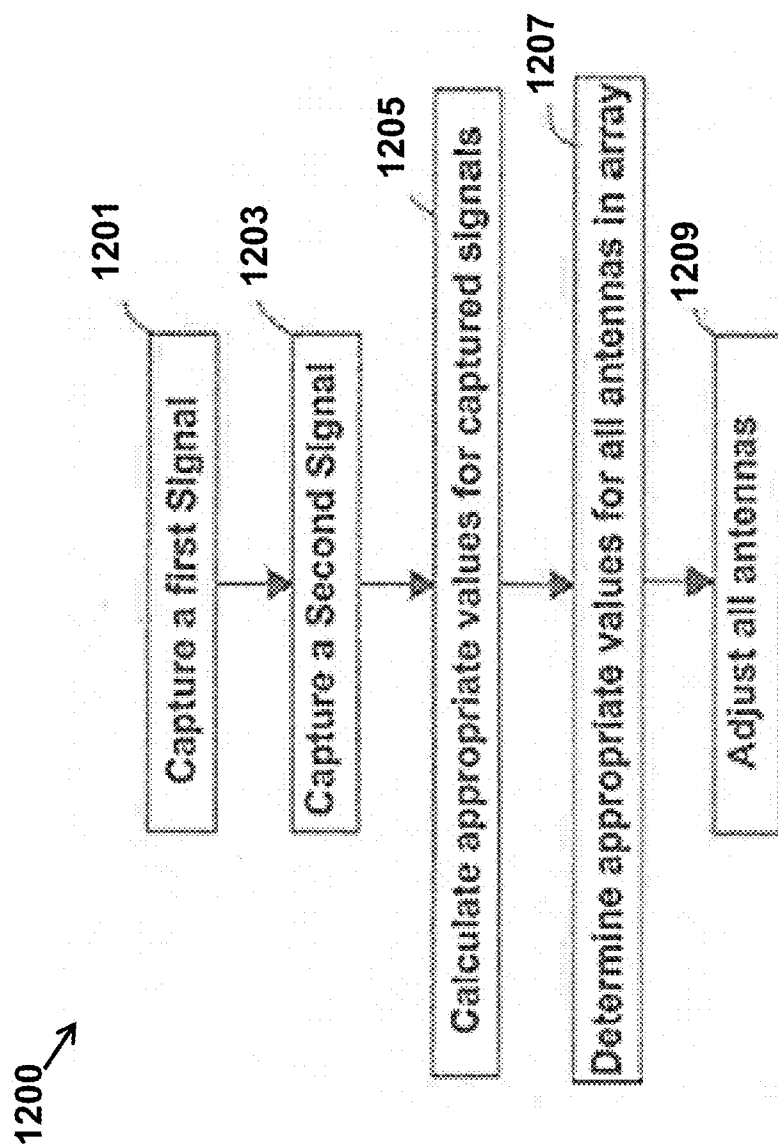 1200
1201
Capture a first Signal
1203
Capture a Second Signal
1205
Calculate appropriate values for captured signals
1207
Determine appropriate values for all antennas in array
1209
Adjust all antennas